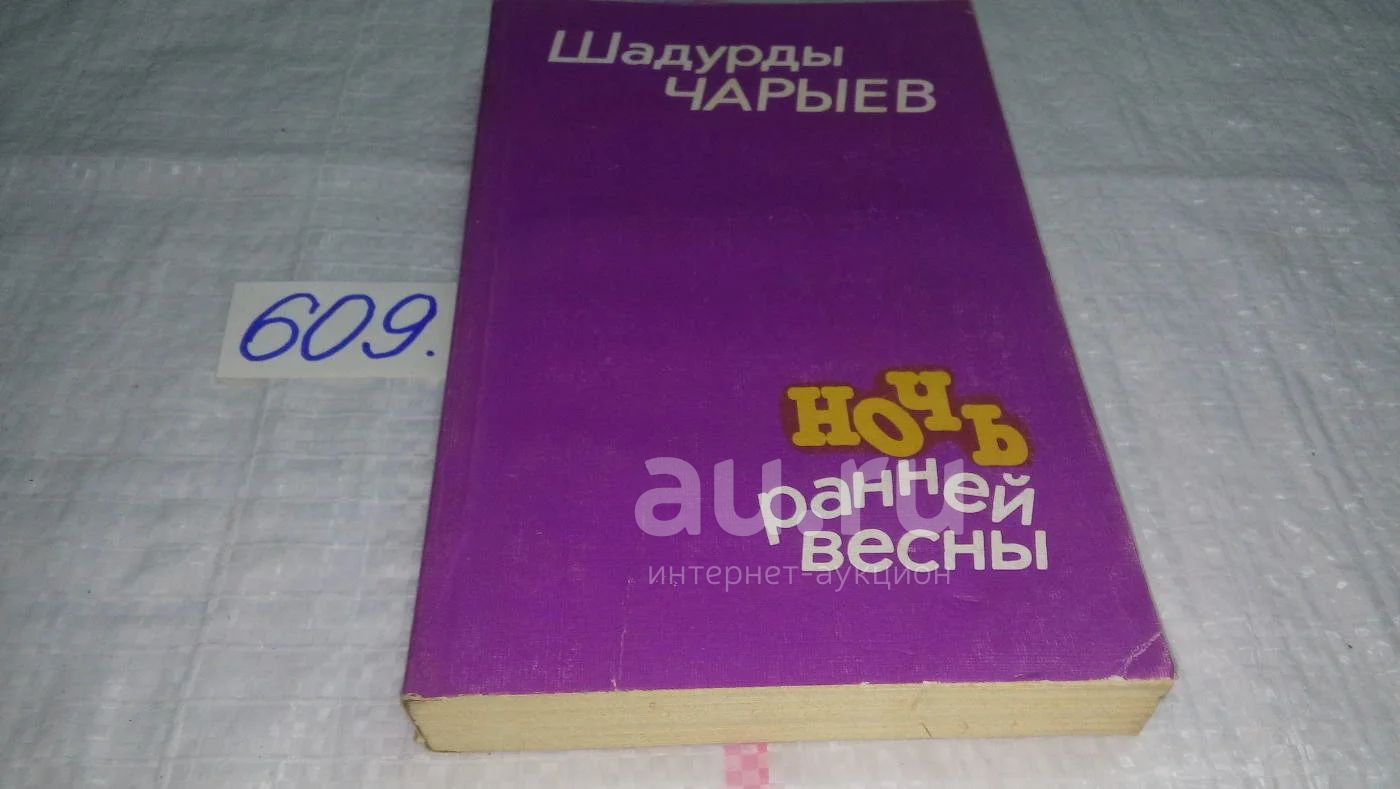 Шадурды
ЧАРЫЕВ
609.
ночь
ранней
весны
au.ru
интернет-аукцион